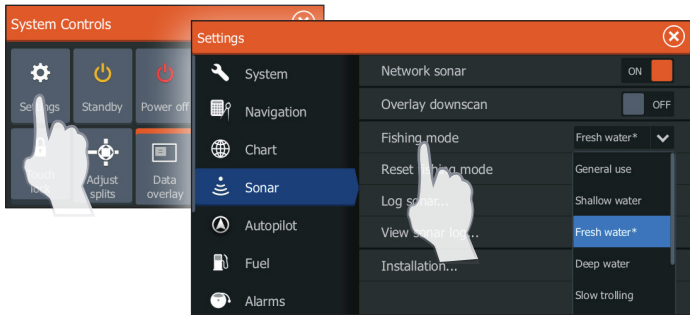 System Controls
Settings
Standby
Power off
Touch
lock
Adjust
splits
Data
overlay
Settings
System
Navigation
Chart
Sonar
Autopilot
Fuel
Alarms
Network sonar
ON
Overlay downscan
OFF
Fishing mode
Fresh water*
Reset fishing mode
Log sonar...
View sonar log...
Installation...
General use
Shallow water
Fresh water*
Deep water
Slow trolling